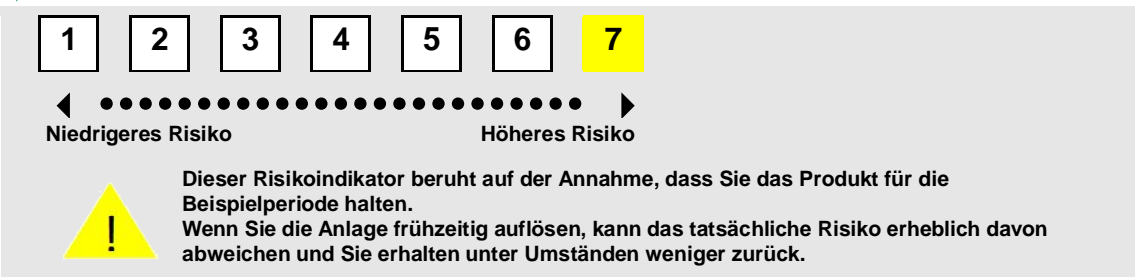 1 2 3 4 5 6 7
Niedrigeres Risiko Höheres Risiko
!
Dieser Risikoindikator beruht auf der Annahme, dass Sie das Produkt für die
Beispielperiode halten.
Wenn Sie die Anlage frühzeitig auflösen, kann das tatsächliche Risiko erheblich davon
abweichen und Sie erhalten unter Umständen weniger zurück.